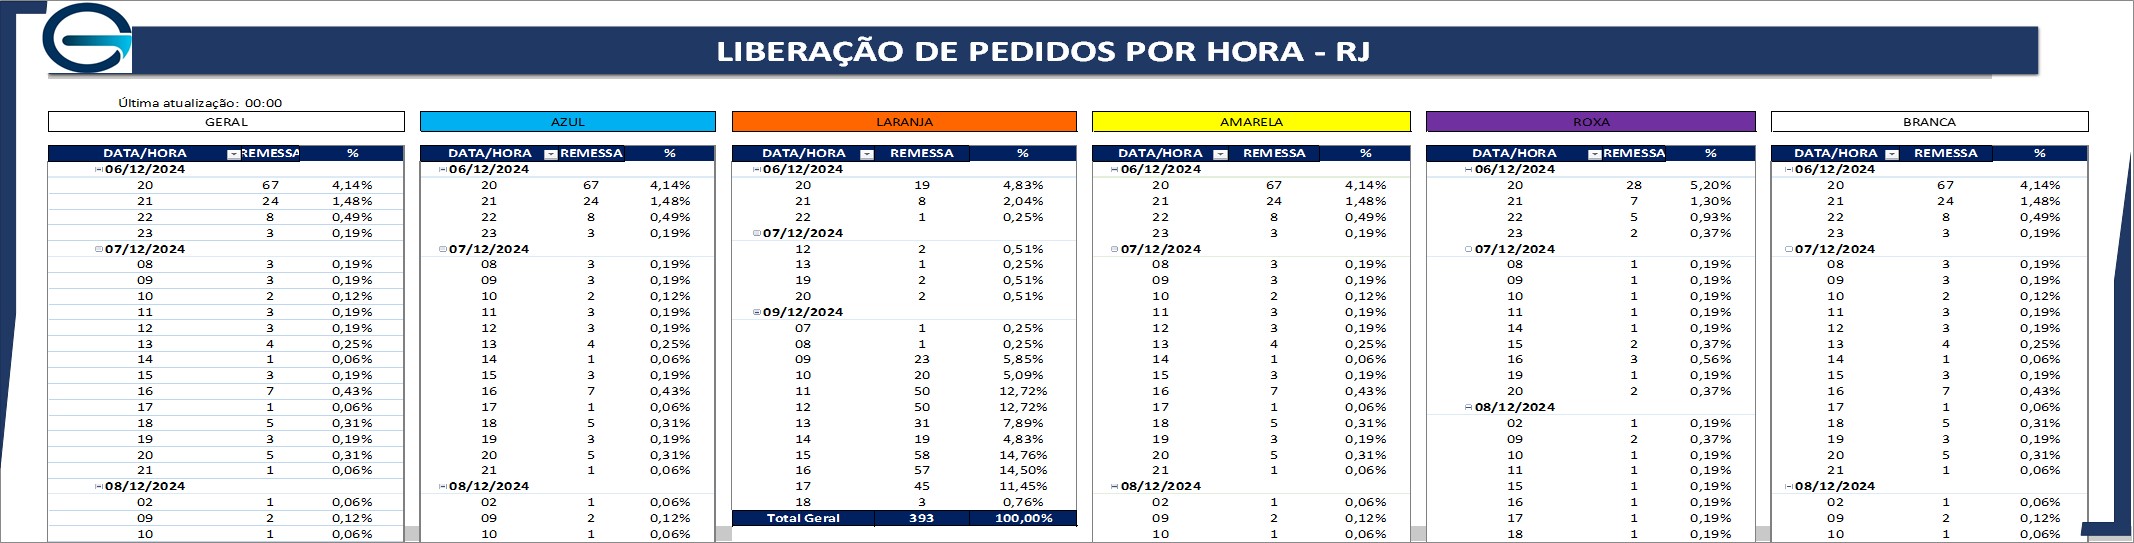 LIBERAÇÃO DE PEDIDOS POR HORA - RJ
Última atualização: 00:00
GERAL AZUL LARANJA AMARELA ROXA BRANCA
DATA/HORA REMESSA % DATA/HORA REMESSA % DATA/HORA REMESSA % DATA/HORA REMESSA % DATA/HORA REMESSA % DATA/HORA REMESSA %
06/12/2024 06/12/2024 06/12/2024 06/12/2024 06/12/2024 06/12/2024
20 67 4,14% 20 67 4,14% 20 19 4,83% 20 67 4,14% 20 28 5,20% 20 67 4,14%
21 24 1,48% 21 24 1,48% 21 8 2,04% 21 24 1,48% 21 7 1,30% 21 24 1,48%
22 8 0,49% 22 8 0,49% 22 1 0,25% 22 8 0,49% 22 5 0,93% 22 8 0,49%
23 3 0,19% 23 3 0,19% 07/12/2024 23 3 0,19% 23 2 0,37% 23 3 0,19%
07/12/2024 07/12/2024 12 2 0,51% 07/12/2024 07/12/2024 07/12/2024
08 3 0,19% 08 3 0,19% 13 1 0,25% 08 3 0,19% 08 1 0,19% 08 3 0,19%
09 3 0,19% 09 3 0,19% 19 2 0,51% 09 3 0,19% 09 1 0,19% 09 3 0,19%
10 2 0,12% 10 2 0,12% 20 2 0,51% 10 2 0,12% 10 1 0,19% 10 2 0,12%
11 3 0,19% 11 3 0,19% 09/12/2024 11 3 0,19% 11 1 0,19% 11 3 0,19%
12 3 0,19% 12 3 0,19% 07 1 0,25% 12 3 0,19% 14 1 0,19% 12 3 0,19%
13 4 0,25% 13 4 0,25% 08 1 0,25% 13 4 0,25% 15 2 0,37% 13 4 0,25%
14 1 0,06% 14 1 0,06% 09 23 5,85% 14 1 0,06% 16 3 0,56% 14 1 0,06%
15 3 0,19% 15 3 0,19% 10 20 5,09% 15 3 0,19% 19 1 0,19% 15 3 0,19%
16 7 0,43% 16 7 0,43% 11 50 12,72% 16 7 0,43% 20 2 0,37% 16 7 0,43%
17 1 0,06% 17 1 0,06% 12 50 12,72% 17 1 0,06% 08/12/2024 17 1 0,06%
18 5 0,31% 18 5 0,31% 13 31 7,89% 18 5 0,31% 02 1 0,19% 18 5 0,31%
19 3 0,19% 19 3 0,19% 14 19 4,83% 19 3 0,19% 09 2 0,37% 19 3 0,19%
20 5 0,31% 20 5 0,31% 15 58 14,76% 20 5 0,31% 10 1 0,19% 20 5 0,31%
21 1 0,06% 21 1 0,06% 16 57 14,50% 21 1 0,06% 11 1 0,19% 21 1 0,06%
08/12/2024 08/12/2024 17 45 11,45% 08/12/2024 15 1 0,19% 08/12/2024
02 1 0,06% 02 1 0,06% 18 3 0,76% 02 1 0,06% 16 1 0,19% 02 1 0,06%
09 2 0,12% 09 2 0,12% Total Geral 393 100,00% 09 2 0,12% 17 1 0,19% 09 2 0,12%
10 1 0,06% 10 1 0,06% 10 1 0,06% 18 1 0,19% 10 1 0,06%